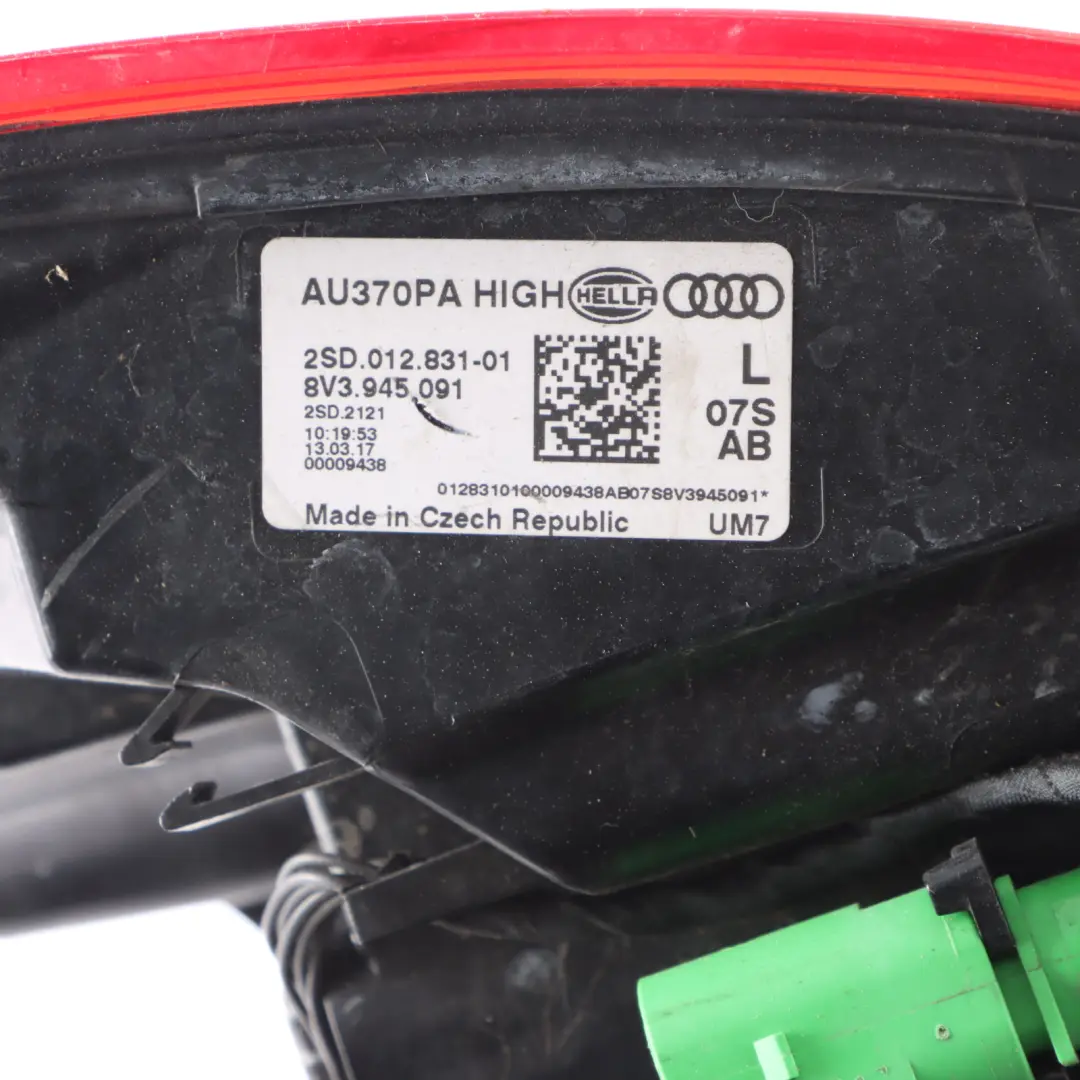 AU370PA HIGH HELLA
2SD.012.831-01
8V3.945.091
2SD.2121
10:19:53
13.03.17
00009438
L
07S
AB
0128310100009438AB07S8V3945091*
Made in Czech Republic UM7